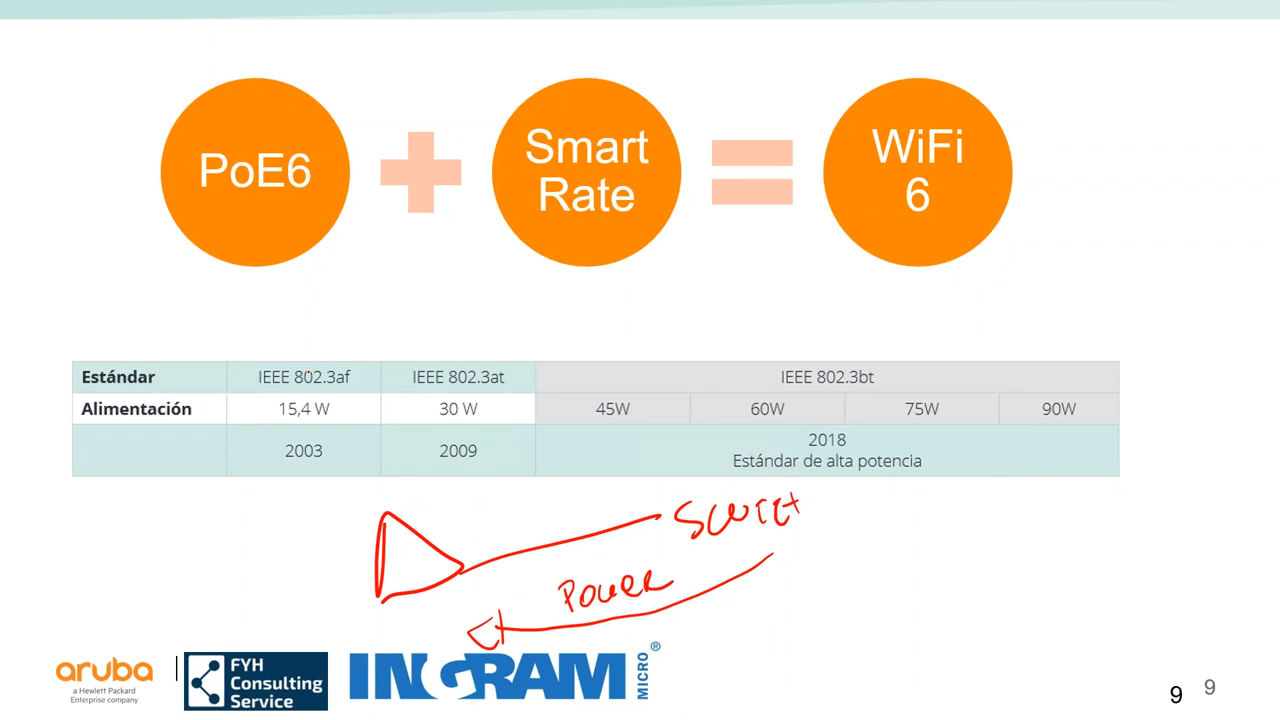 PoE6
Smart
Rate
WiFi
6
Estándar IEEE 802.3af IEEE 802.3at IEEE 802.3bt
Alimentación 15,4 W 30 W 45W 60W 75W 90W
2003 2009 2018
Estándar de alta potencia
Power
aruba
a Hewlett Packard
Enterprise company
FYH
Consulting
Service
INGRAM
MICRO®
9 9